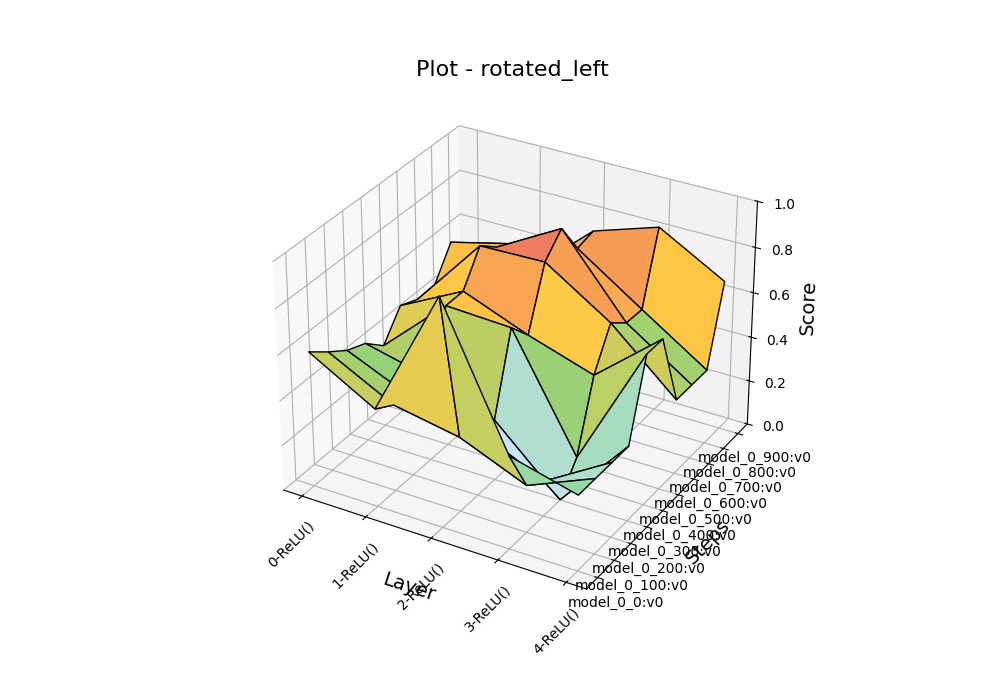 Plot - rotated_left
1.0
0.8
0.6
0.4
0.2
0.0
Score
model_0_900:v0
model_0_800:v0
model_0_700:v0
model_0_600:v0
model_0_500:v0
model_0_400:v0
model_0_300:v0
model_0_200:v0
model_0_100:v0
model_0_0:v0
Steps
0-ReLU()
1-ReLU()
2-ReLU()
3-ReLU()
4-ReLU()
Layer